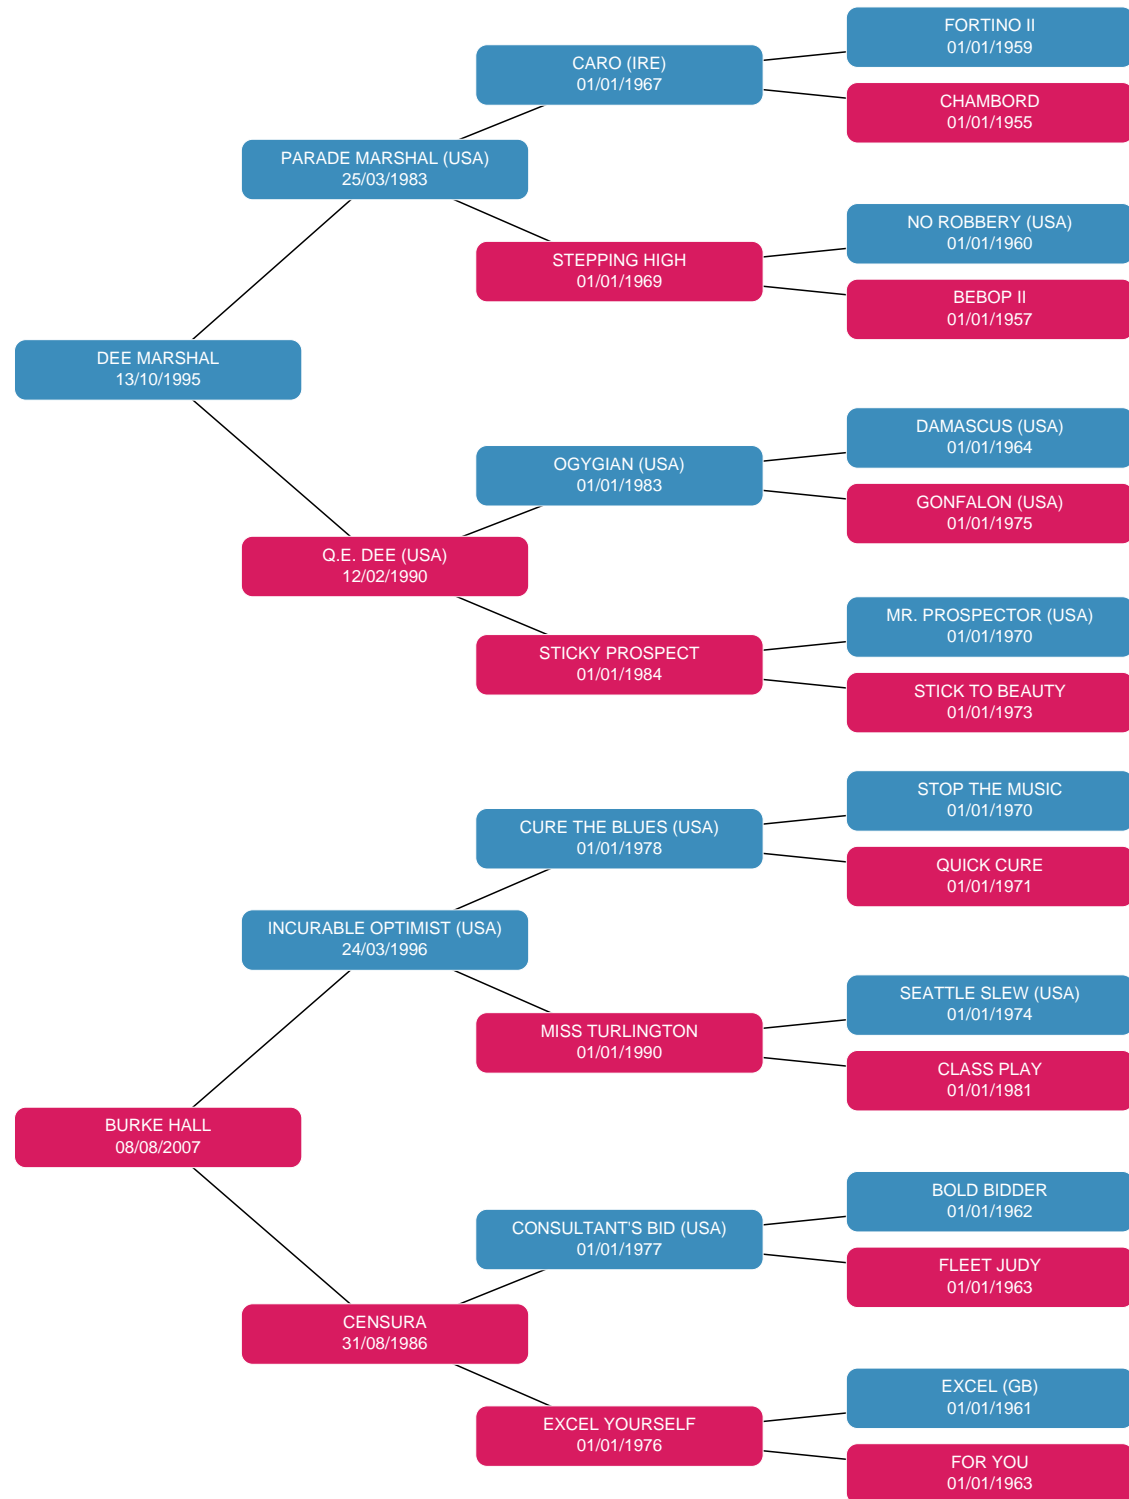 FORTINO II
01/01/1959
CARO (IRE)
01/01/1967
CHAMBORD
01/01/1955
PARADE MARSHAL (USA)
25/03/1983
NO ROBBERY (USA)
01/01/1960
STEPPING HIGH
01/01/1969
BEBOP II
01/01/1957
DEE MARSHAL
13/10/1995
DAMASCUS (USA)
01/01/1964
OGYGIAN (USA)
01/01/1983
GONFALON (USA)
01/01/1975
Q.E. DEE (USA)
12/02/1990
MR. PROSPECTOR (USA)
01/01/1970
STICKY PROSPECT
01/01/1984
STICK TO BEAUTY
01/01/1973
STOP THE MUSIC
01/01/1970
CURE THE BLUES (USA)
01/01/1978
QUICK CURE
01/01/1971
INCURABLE OPTIMIST (USA)
24/03/1996
SEATTLE SLEW (USA)
01/01/1974
MISS TURLINGTON
01/01/1990
CLASS PLAY
01/01/1981
BURKE HALL
08/08/2007
BOLD BIDDER
01/01/1962
CONSULTANT'S BID (USA)
01/01/1977
FLEET JUDY
01/01/1963
CENSURA
31/08/1986
EXCEL (GB)
01/01/1961
EXCEL YOURSELF
01/01/1976
FOR YOU
01/01/1963